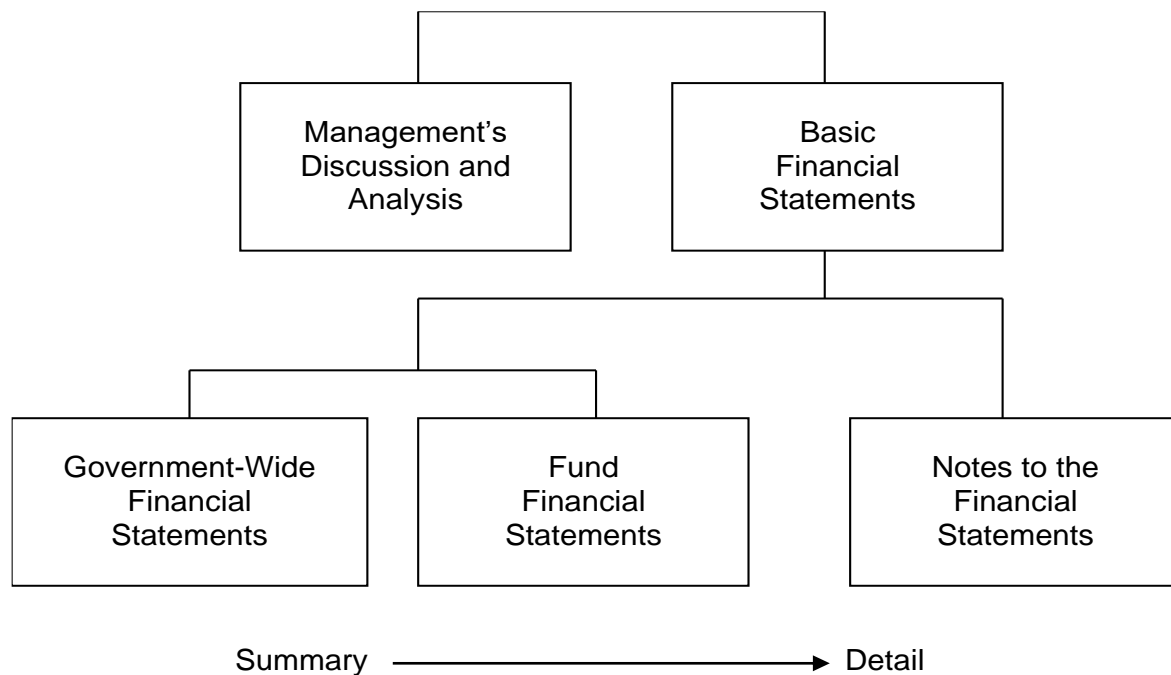 Management’s
Discussion and
Analysis
Basic
Financial
Statements
Government-Wide
Financial
Statements
Fund
Financial
Statements
Notes to the
Financial
Statements
Summary
Detail